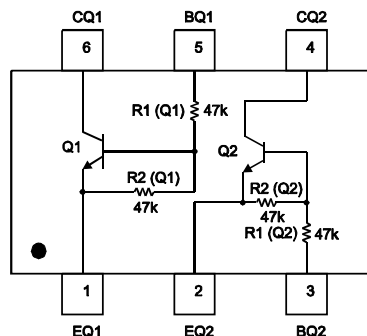 CQ1 BQ1 CQ2
6 5 4
R1 (Q1) 47k
Q1 Q2
R2 (Q1) R2 (Q2)
47k 47k
R1 (Q2) 47k
1 2 3
EQ1 EQ2 BQ2